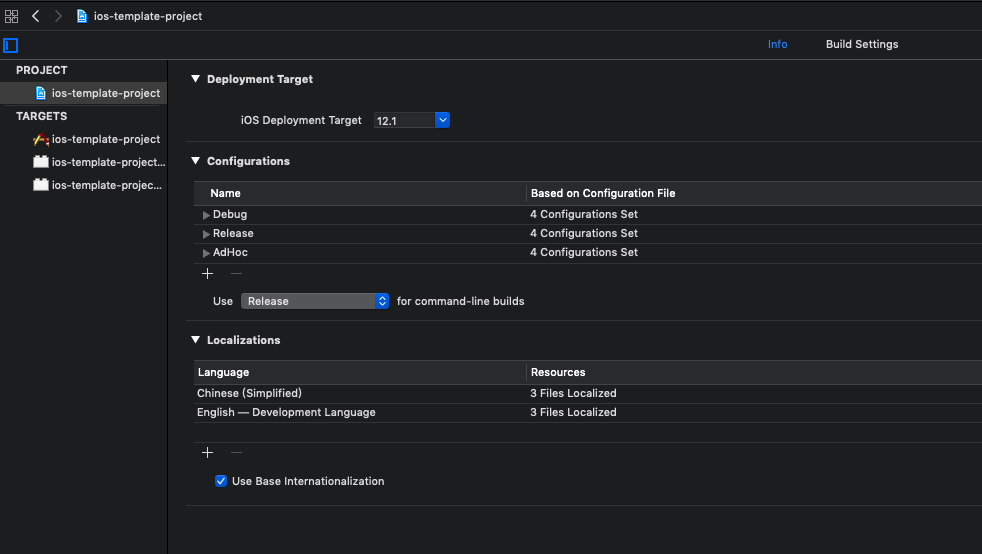 ios-template-project
Info Build Settings
PROJECT
ios-template-project
TARGETS
ios-template-project
ios-template-project...
ios-template-projec...
Deployment Target
iOS Deployment Target 12.1
Configurations
Name Based on Configuration File
Debug 4 Configurations Set
Release 4 Configurations Set
AdHoc 4 Configurations Set
Use Release for command-line builds
Localizations
Language Resources
Chinese (Simplified) 3 Files Localized
English — Development Language 3 Files Localized
Use Base Internationalization